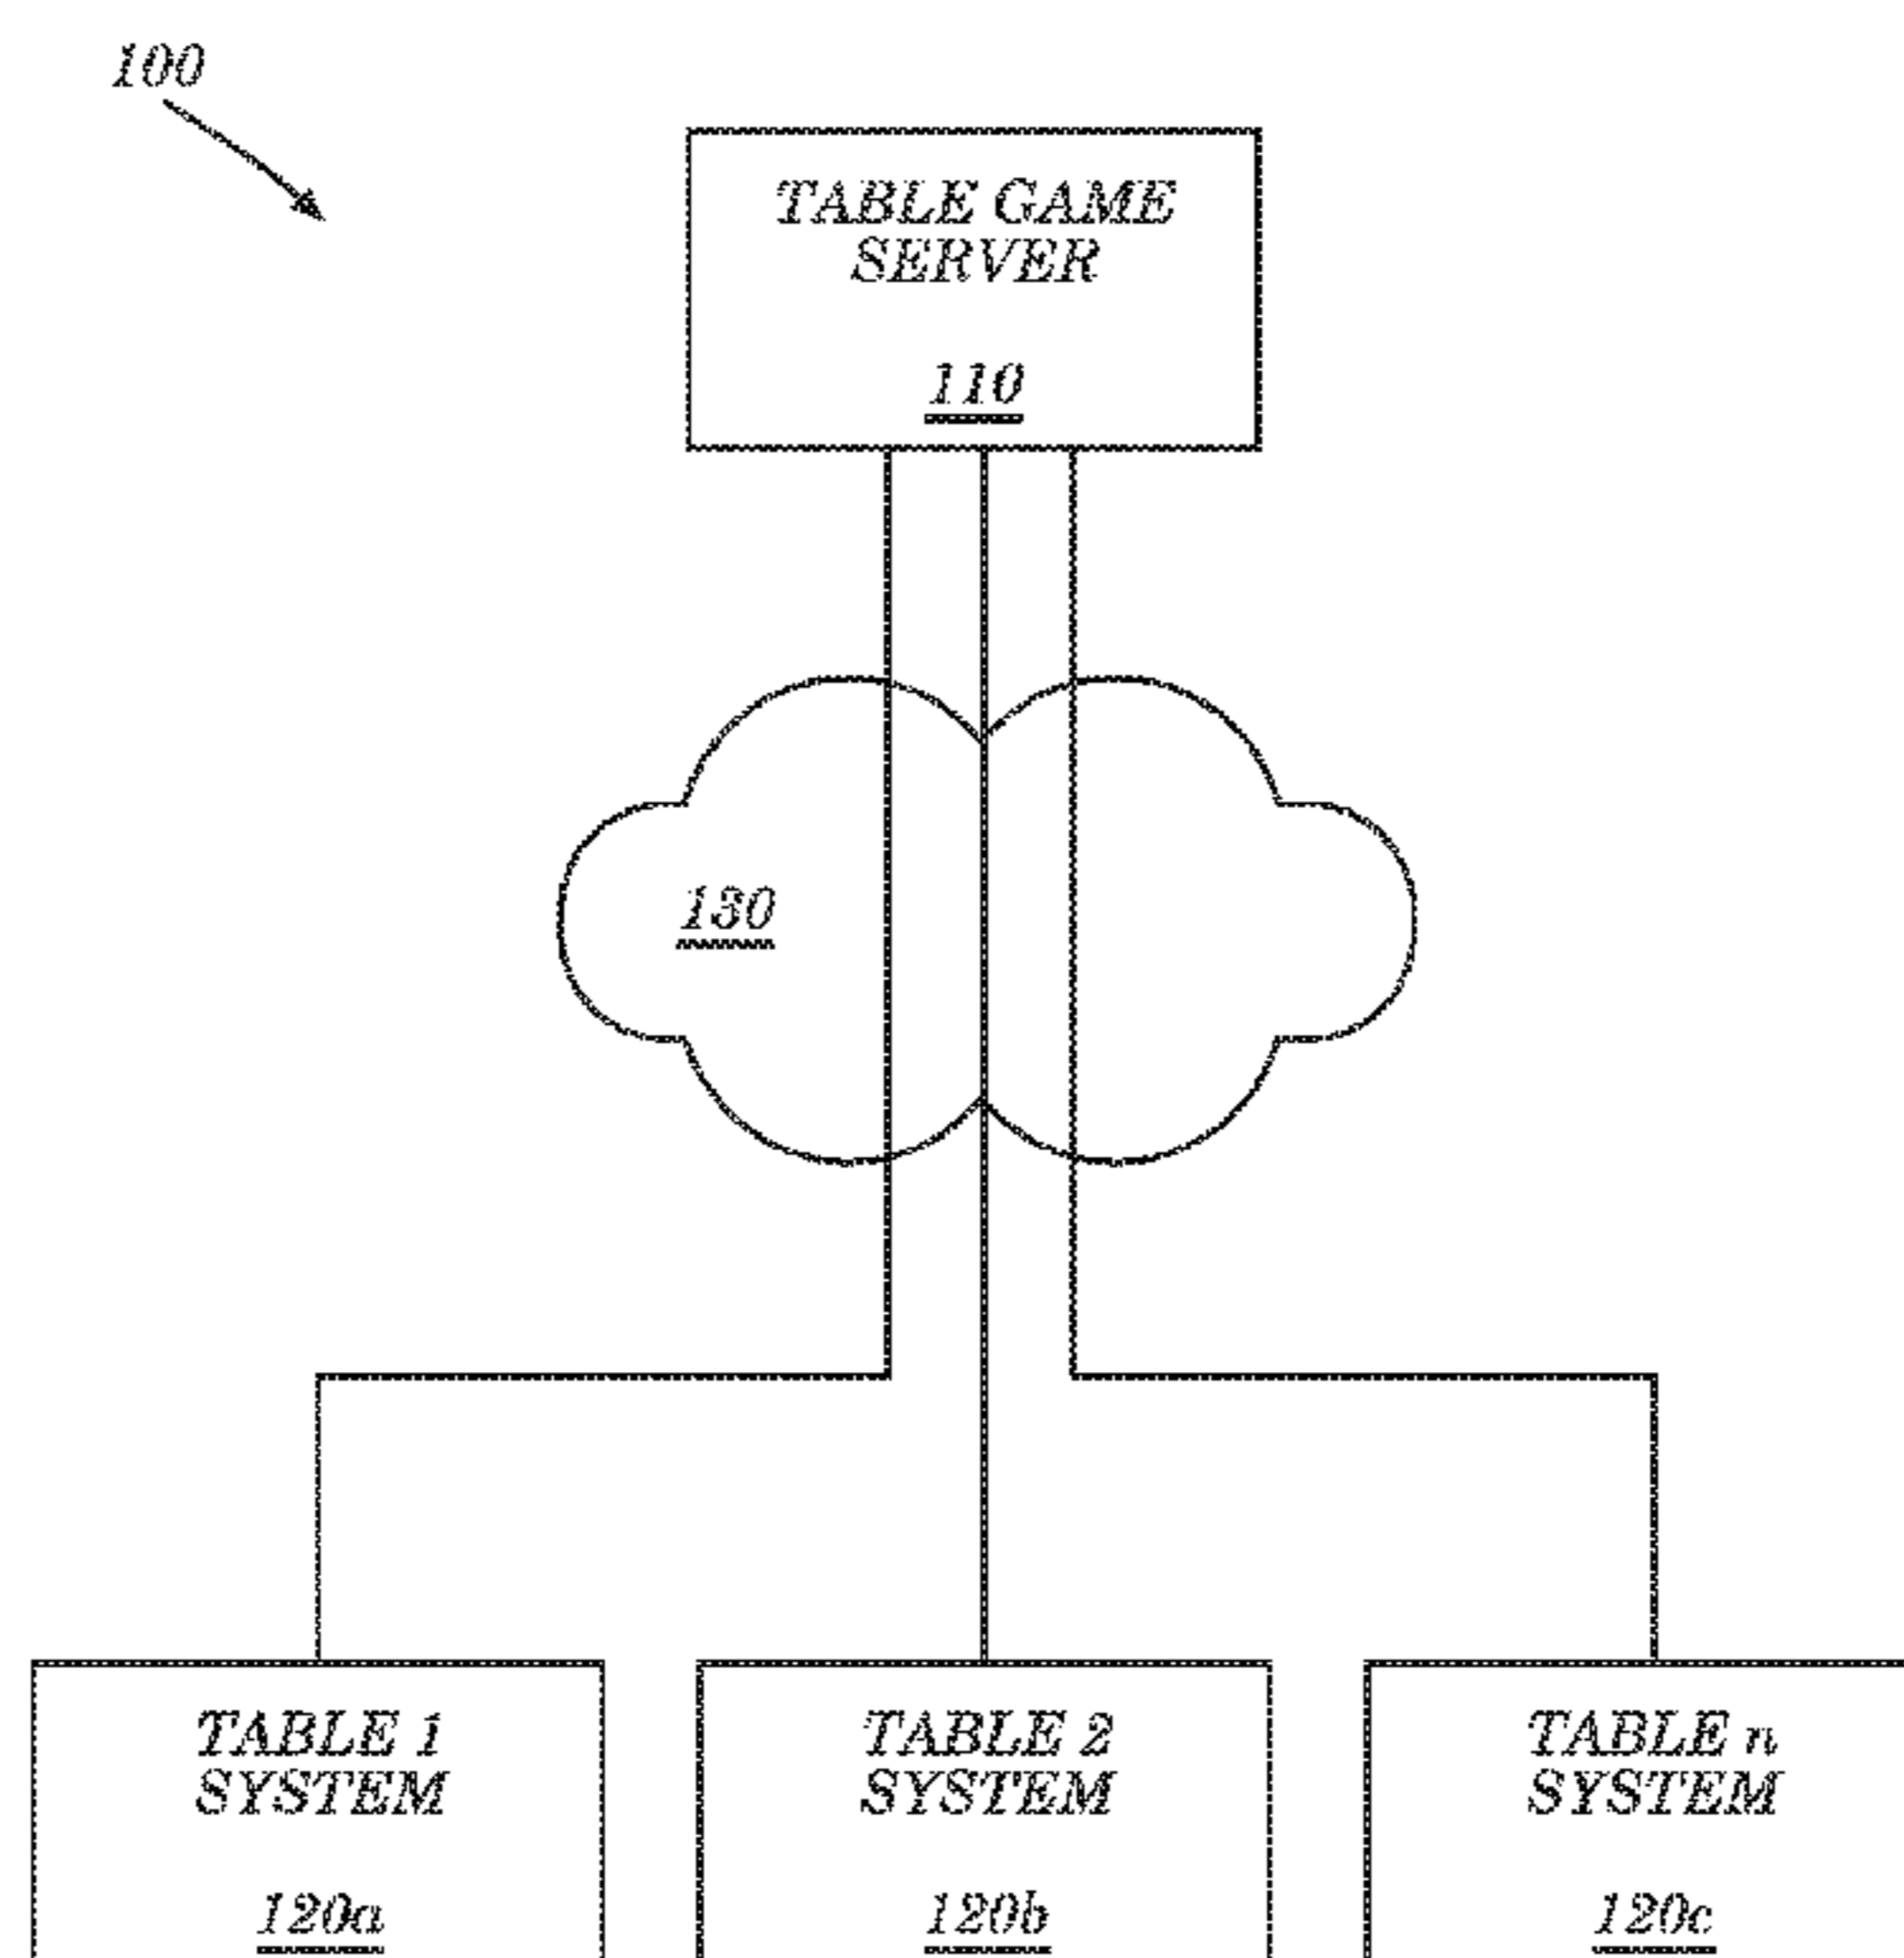 100
TABLE GAME
SERVER
110
130
TABLE 1
SYSTEM
120a
TABLE 2
SYSTEM
120b
TABLE n
SYSTEM
120c